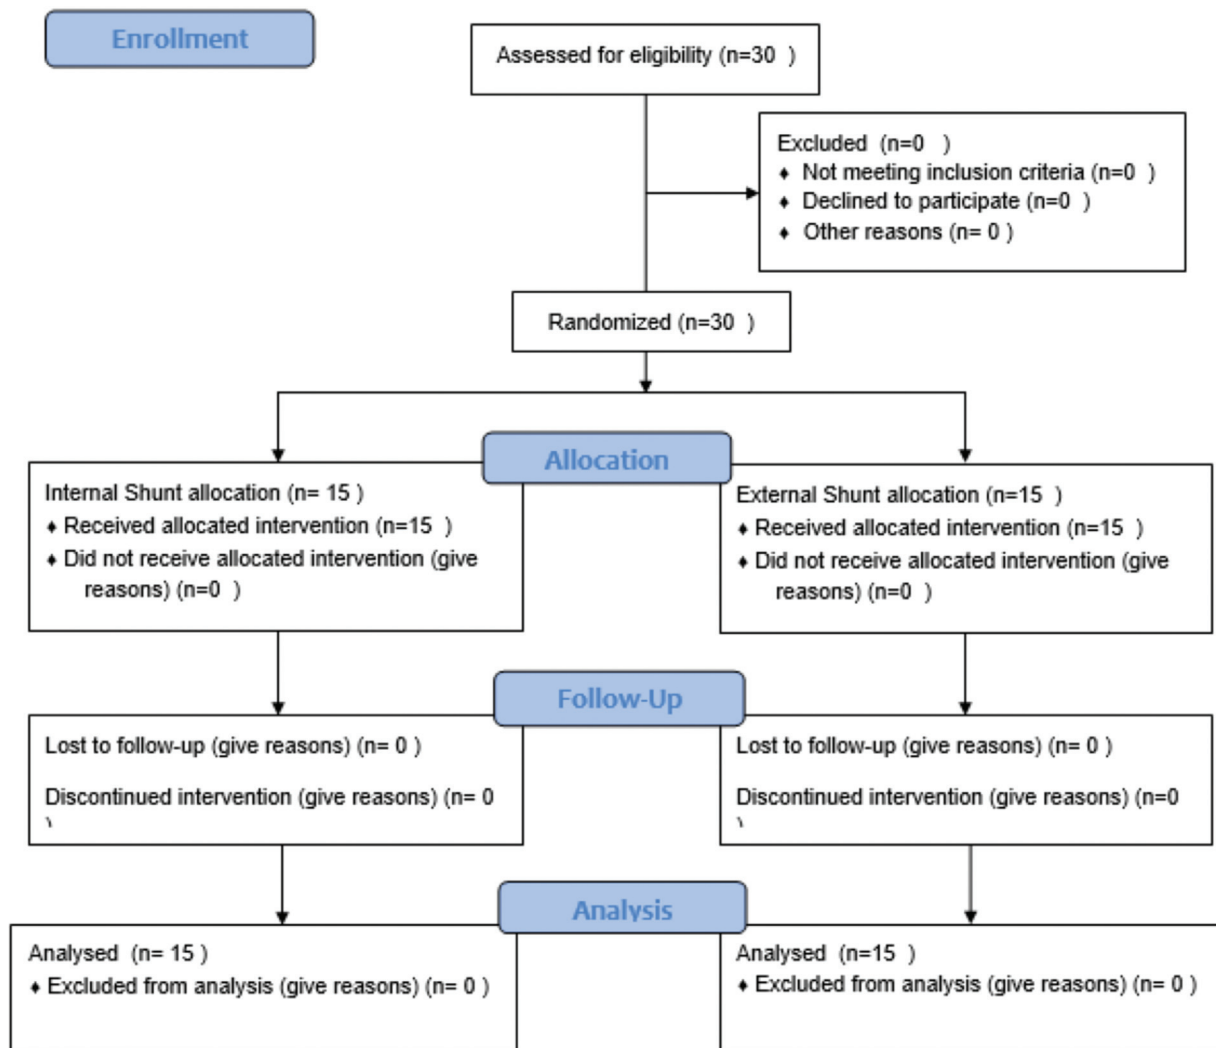 Enrollment
Assessed for eligibility (n=30  )
Excluded  (n=0   )
♦ Not meeting inclusion criteria (n=0  )
♦ Declined to participate (n=0  )
♦ Other reasons (n= 0 )
Randomized (n=30  )
Allocation
Internal Shunt allocation (n= 15 )
♦ Received allocated intervention (n=15  )
♦ Did not receive allocated intervention (give
reasons) (n=0  )
External Shunt allocation (n=15  )
♦ Received allocated intervention (n=15  )
♦ Did not receive allocated intervention (give
reasons) (n=0  )
Follow-Up
Lost to follow-up (give reasons) (n= 0 )
Discontinued intervention (give reasons) (n= 0
)
Lost to follow-up (give reasons) (n= 0 )
Discontinued intervention (give reasons) (n=0
)
Analysis
Analysed  (n= 15 )
♦ Excluded from analysis (give reasons) (n= 0 )
Analysed  (n=15  )
♦ Excluded from analysis (give reasons) (n= 0 )